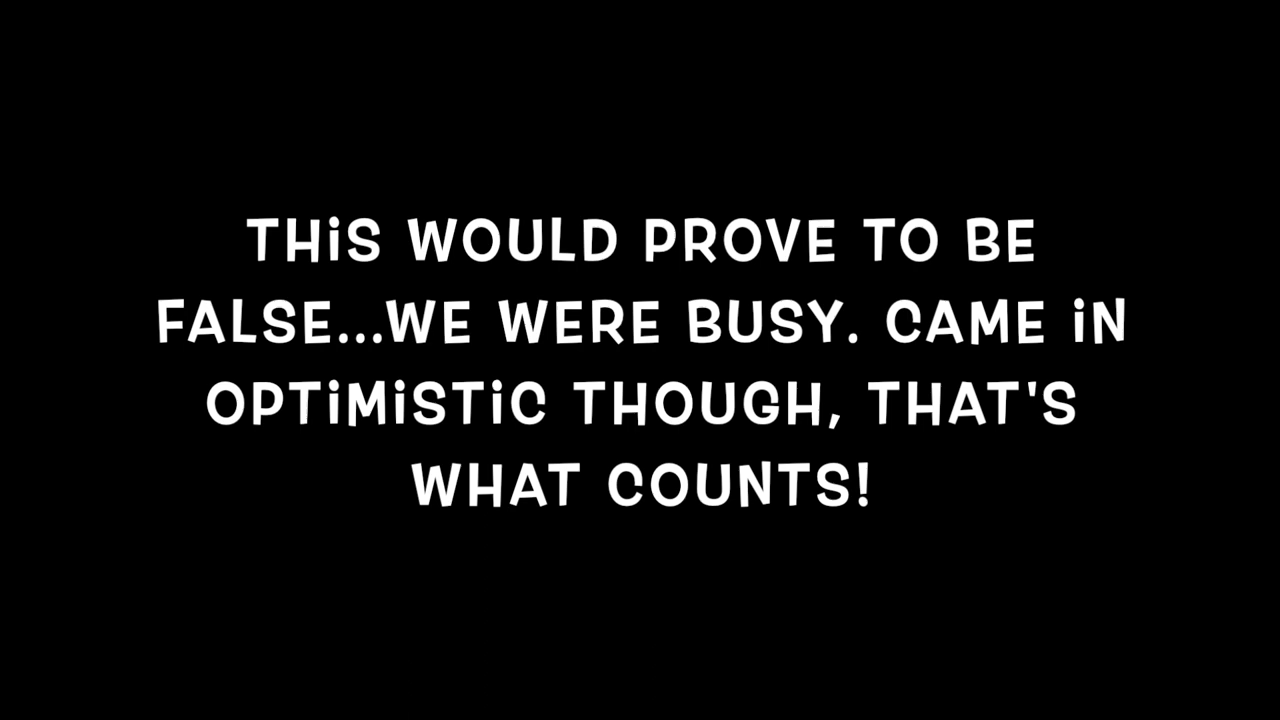 THiS WOULD PROVE TO BE
FALSE...WE WERE BUSY. CAME iN
OPTiMiSTiC THOUGH, THAT'S
WHAT COUNTS!